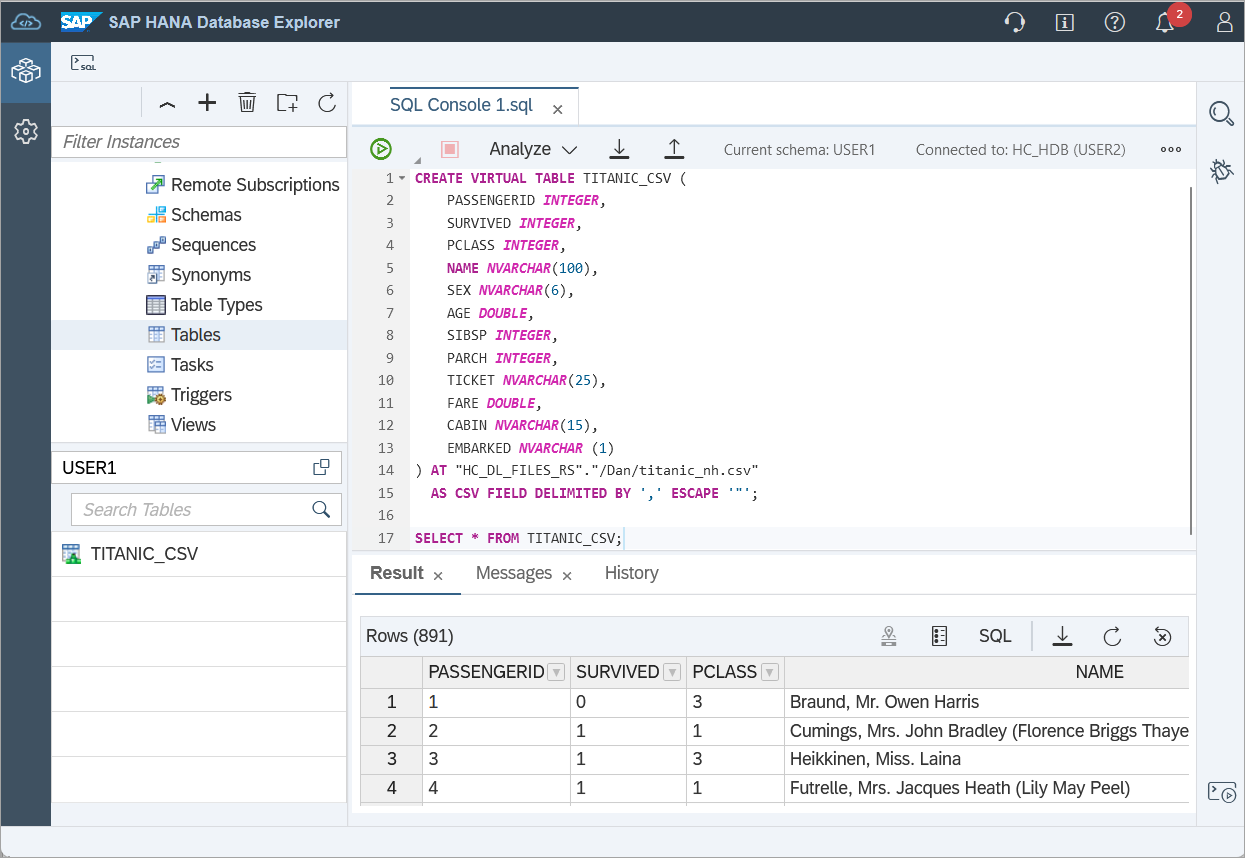 SAP SAP HANA Database Explorer 2
SQL
SQL Console 1.sql
Filter Instances
Analyze Current schema: USER1 Connected to: HC_HDB (USER2)
Remote Subscriptions
Schemas
Sequences
Synonyms
Table Types
Tables
Tasks
Triggers
Views
USER1
Search Tables
TITANIC_CSV
1 CREATE VIRTUAL TABLE TITANIC_CSV (
2 PASSENGERID INTEGER,
3 SURVIVED INTEGER,
4 PCLASS INTEGER,
5 NAME NVARCHAR(100),
6 SEX NVARCHAR(6),
7 AGE DOUBLE,
8 SIBSP INTEGER,
9 PARCH INTEGER,
10 TICKET NVARCHAR(25),
11 FARE DOUBLE,
12 CABIN NVARCHAR(15),
13 EMBARKED NVARCHAR (1)
14 ) AT "HC_DL_FILES_RS"."/Dan/titanic_nh.csv"
15 AS CSV FIELD DELIMITED BY ',' ESCAPE '"';
16
17 SELECT * FROM TITANIC_CSV;
Result Messages History
Rows (891) SQL
PASSENGERID SURVIVED PCLASS NAME
1 1 0 3 Braund, Mr. Owen Harris
2 2 1 1 Cumings, Mrs. John Bradley (Florence Briggs Thaye
3 3 1 3 Heikkinen, Miss. Laina
4 4 1 1 Futrelle, Mrs. Jacques Heath (Lily May Peel)